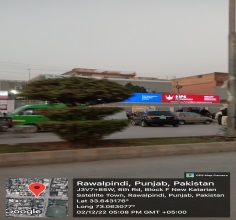 GPS Map Camera
Rawalpindi, Punjab, Pakistan
J3V7+85W, 6th Rd, Block F New Katarian
Satellite Town, Rawalpindi, Punjab, Pakistan
Lat 33.643176°
Long 73.063077°
02/12/22 05:08 PM GMT+05:00
Google